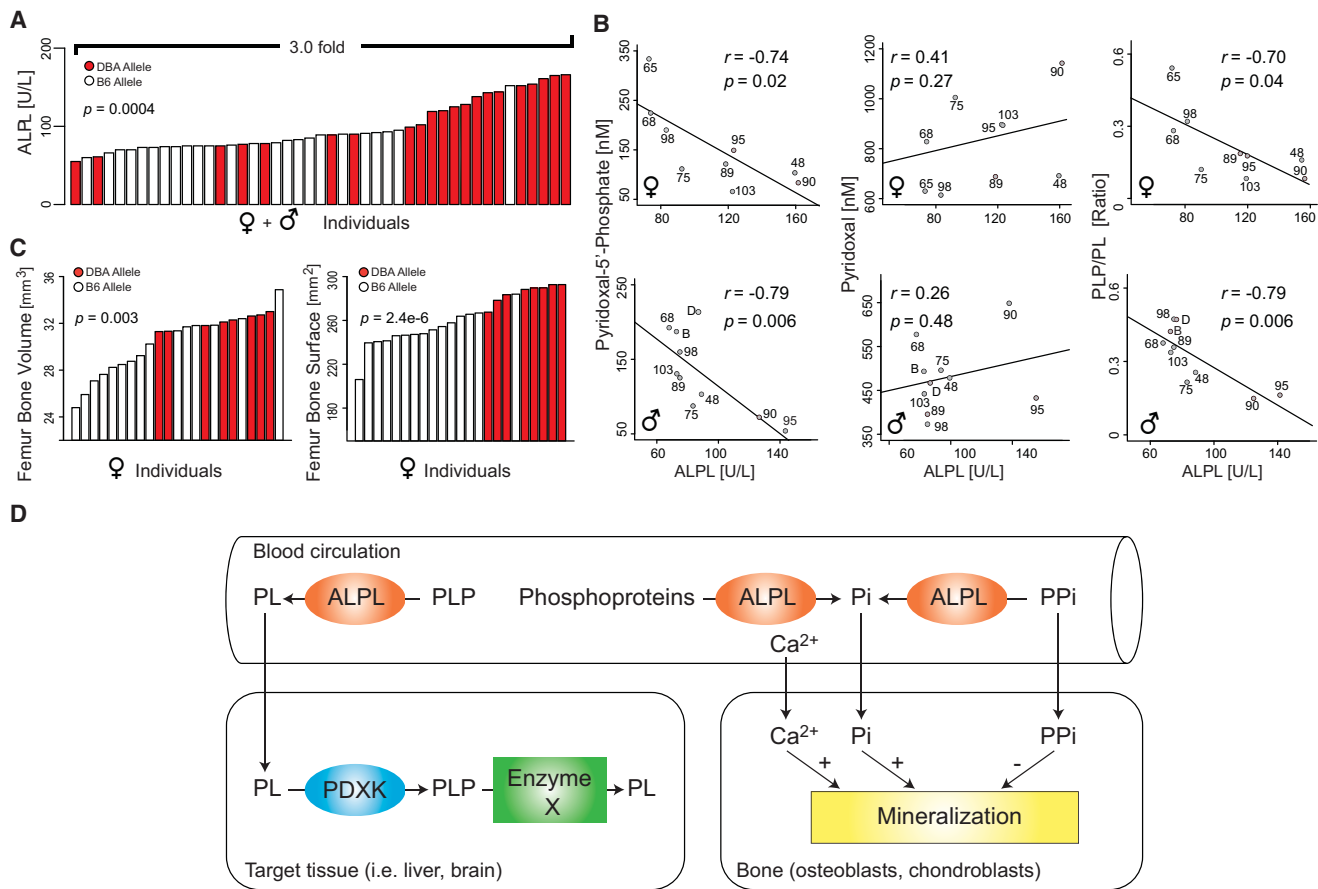 A
3.0 fold
ALPL [U/L]
0
100
200
DBA Allele
B6 Allele
p = 0.0004
♀ + ♂ Individuals
B
Pyridoxal-5'-Phosphate [nM]
350
250
150
50
r = -0.74
p = 0.02
65
68
98
75
95
89
103
48
90
♀
80
120
160
Pyridoxal [nM]
1200
1000
800
600
r = 0.41
p = 0.27
90
75
95
103
68
65
98
89
48
♀
80
120
160
PLP/PL [Ratio]
0.6
0.3
0
r = -0.70
p = 0.04
65
98
68
75
89
95
103
48
90
♀
80
120
160
250
150
50
r = -0.79
p = 0.006
D
68
B
98
103
89
75
48
90
95
♂
60
100
140
ALPL [U/L]
650
550
450
350
r = 0.26
p = 0.48
90
68
B
75
48
D
103
89
98
95
♂
60
100
140
ALPL [U/L]
0.6
0.3
0
r = -0.79
p = 0.006
98
D
B
68
89
103
75
48
90
95
♂
60
100
140
ALPL [U/L]
C
Femur Bone Volume [mm3]
36
32
28
24
DBA Allele
B6 Allele
p = 0.003
♀ Individuals
Femur Bone Surface [mm2]
300
260
220
180
DBA Allele
B6 Allele
p = 2.4e-6
♀ Individuals
D
Blood circulation
PL ALPL PLP
Phosphoproteins ALPL Pi ALPL PPi
Ca2+
PL PDXK PLP Enzyme X PL
Target tissue (i.e. liver, brain)
Ca2+ Pi PPi
+ + -
Mineralization
Bone (osteoblasts, chondroblasts)